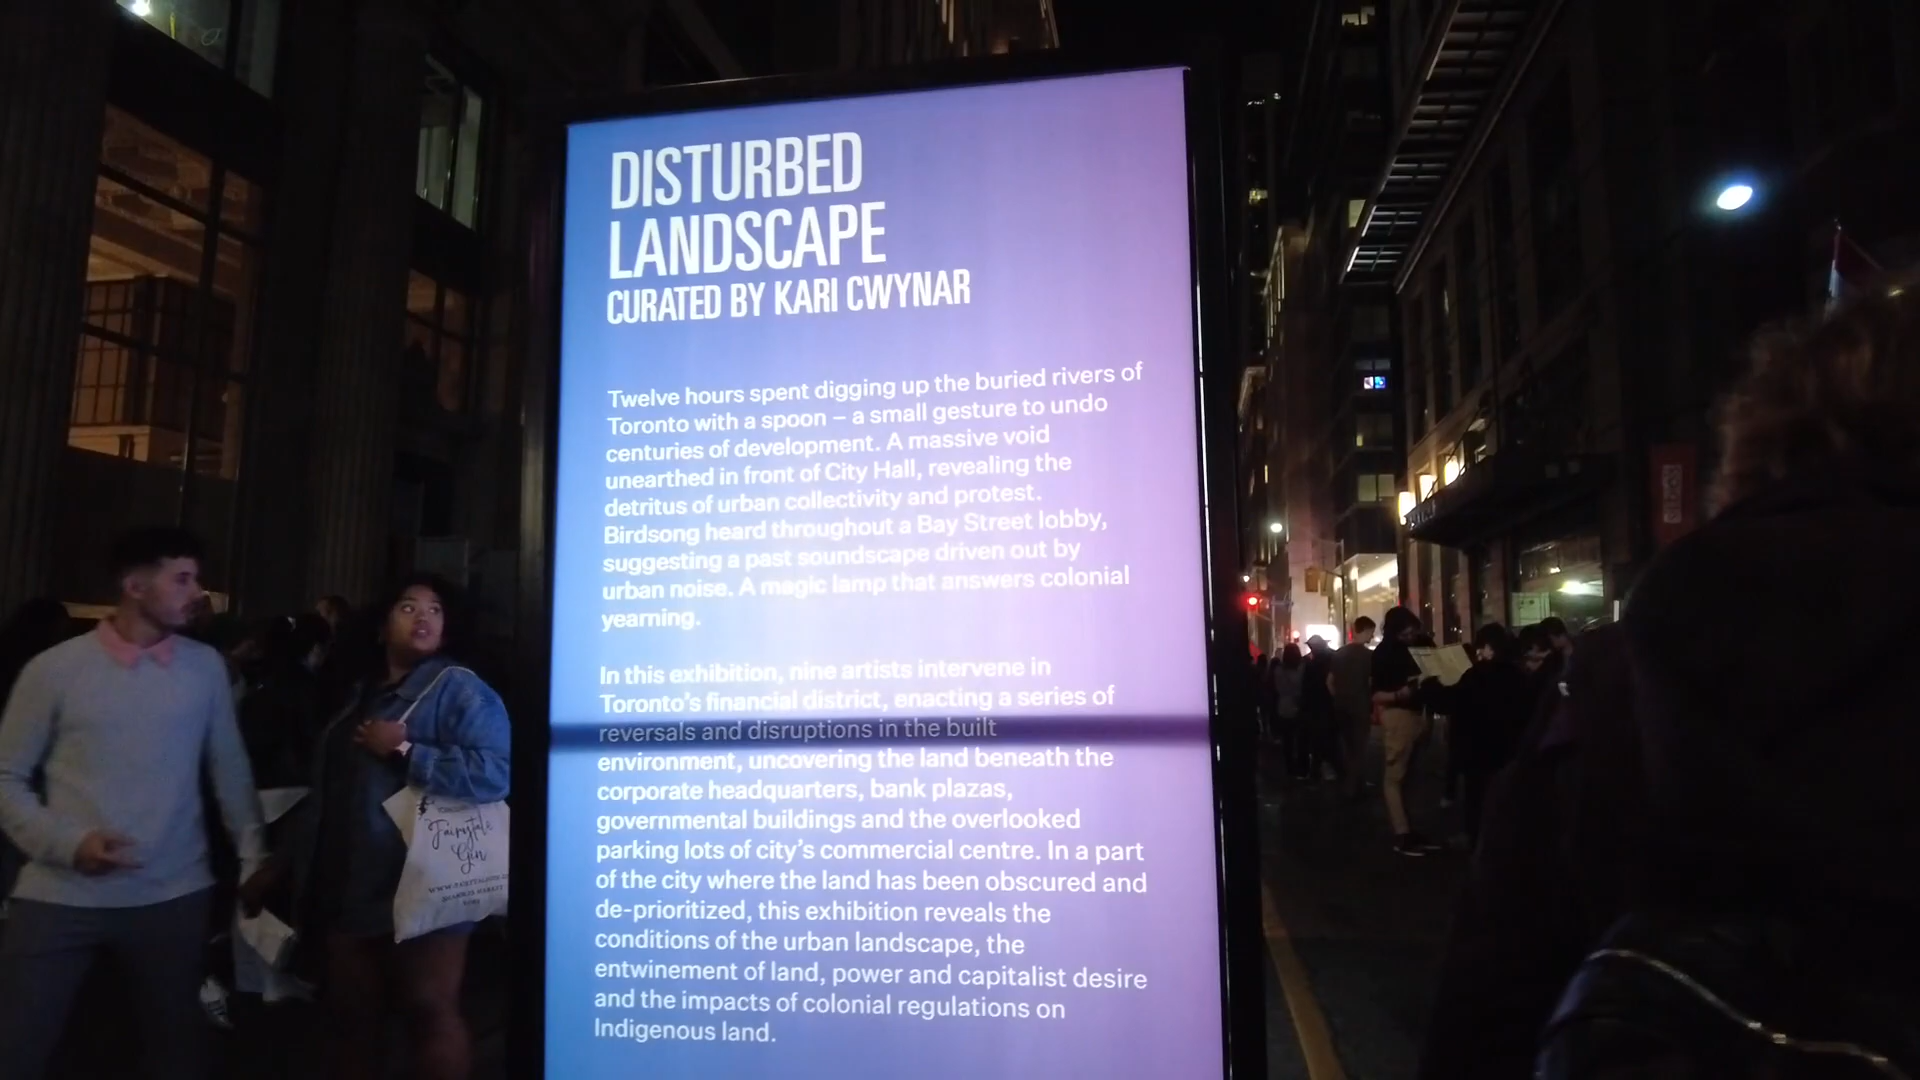 DISTURBED
LANDSCAPE
CURATED BY KARI CWYNAR
Twelve hours spent digging up the buried rivers of
Toronto with a spoon – a small gesture to undo
centuries of development. A massive void
unearthed in front of City Hall, revealing the
detritus of urban collectivity and protest.
Birdsong heard throughout a Bay Street lobby,
suggesting a past soundscape driven out by
urban noise. A magic lamp that answers colonial
yearning.
In this exhibition, nine artists intervene in
Toronto's financial district, enacting a series of
reversals and disruptions in the built
environment, uncovering the land beneath the
corporate headquarters, bank plazas,
governmental buildings and the overlooked
parking lots of city's commercial centre. In a part
of the city where the land has been obscured and
de-prioritized, this exhibition reveals the
conditions of the urban landscape, the
entwinement of land, power and capitalist desire
and the impacts of colonial regulations on
Indigenous land.
Fairytale
Gin
SHAMBLES MARKET
YORK